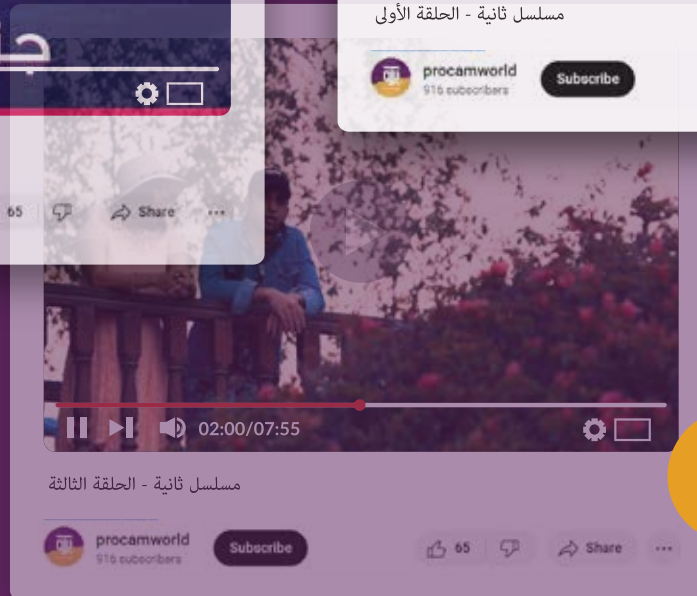 مسلسل ثانية - الحلقة الأولى
procamworld
916 subscribers
Subscribe
جا
65
Share
02:00/07:55
مسلسل ثانية - الحلقة الثالثة
procamworld
916 subscribers
Subscribe
65
Share